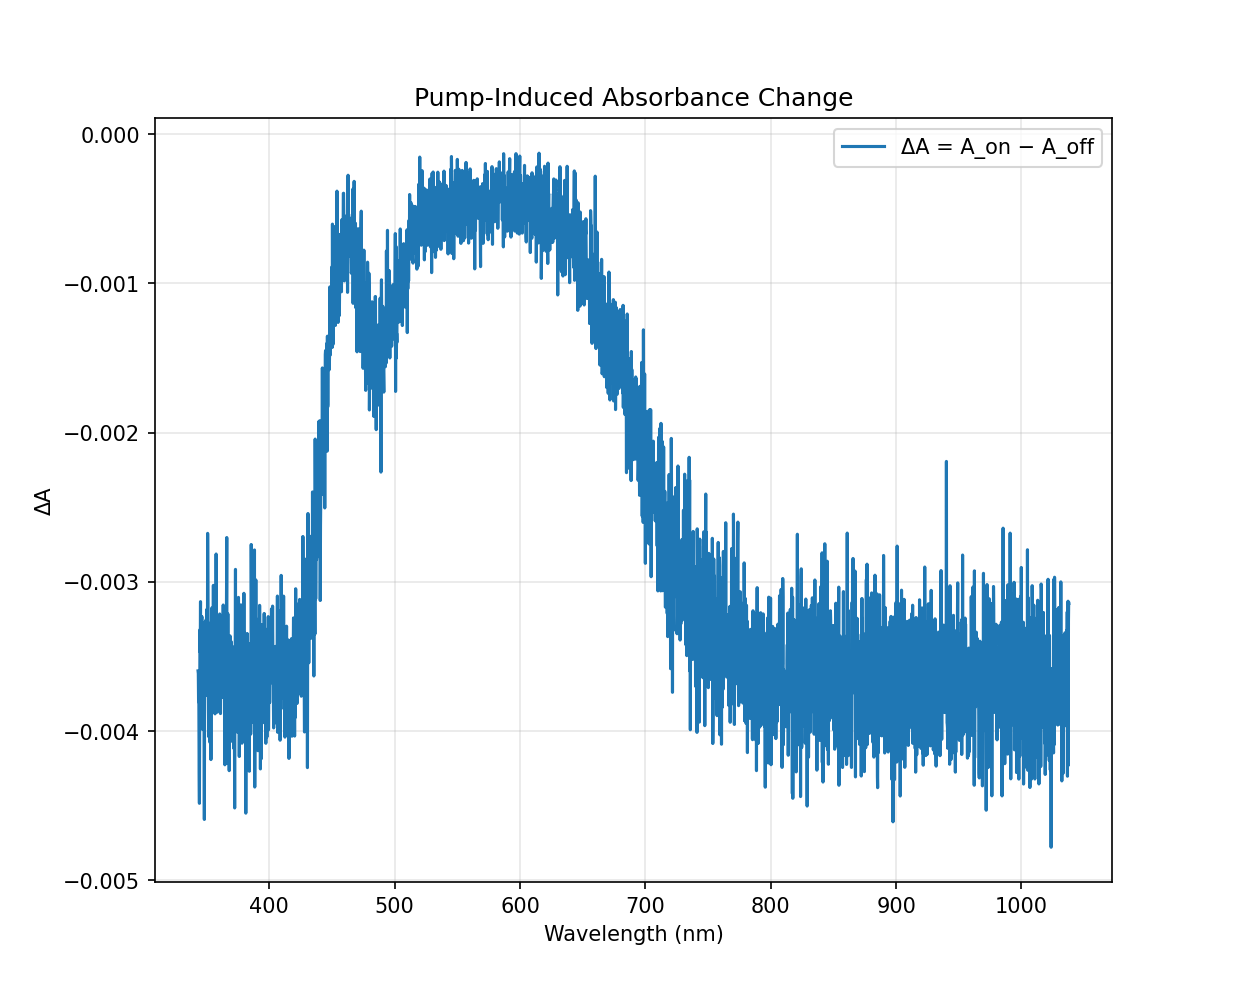 Pump-Induced Absorbance Change
ΔA = A_on − A_off
0.000
−0.001
−0.002
−0.003
−0.004
−0.005
ΔA
400 500 600 700 800 900 1000
Wavelength (nm)